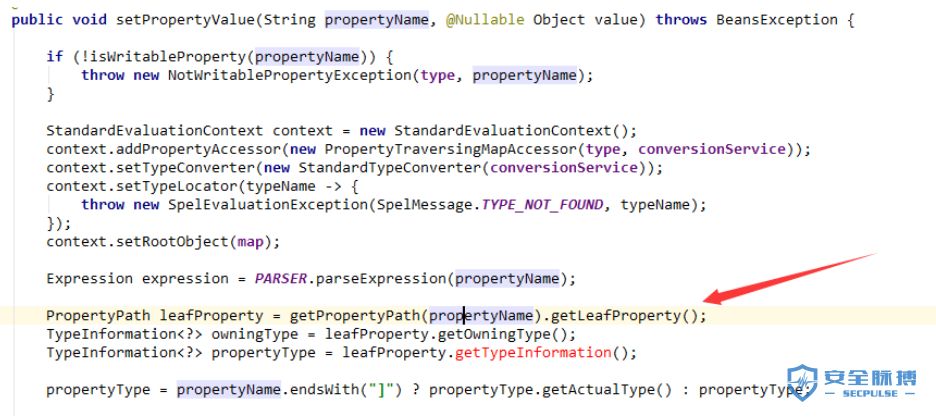 public void setPropertyValue(String propertyName, @Nullable Object value) throws BeansException {
if (!isWritableProperty(propertyName)) {
throw new NotWritablePropertyException(type, propertyName);
}
StandardEvaluationContext context = new StandardEvaluationContext();
context.addPropertyAccessor(new PropertyTraversingMapAccessor(type, conversionService));
context.setTypeConverter(new StandardTypeConverter(conversionService));
context.setTypeLocator(typeName -> {
throw new SpelEvaluationException(SpelMessage.TYPE_NOT_FOUND, typeName);
});
context.setRootObject(map);
Expression expression = PARSER.parseExpression(propertyName);
PropertyPath leafProperty = getPropertyPath(propertyName).getLeafProperty();
TypeInformation<?> owningType = leafProperty.getOwningType();
TypeInformation<?> propertyType = leafProperty.getTypeInformation();
propertyType = propertyName.endsWith("]") ? propertyType.getActualType() : propertyType;
安全脉搏
SECPULSE